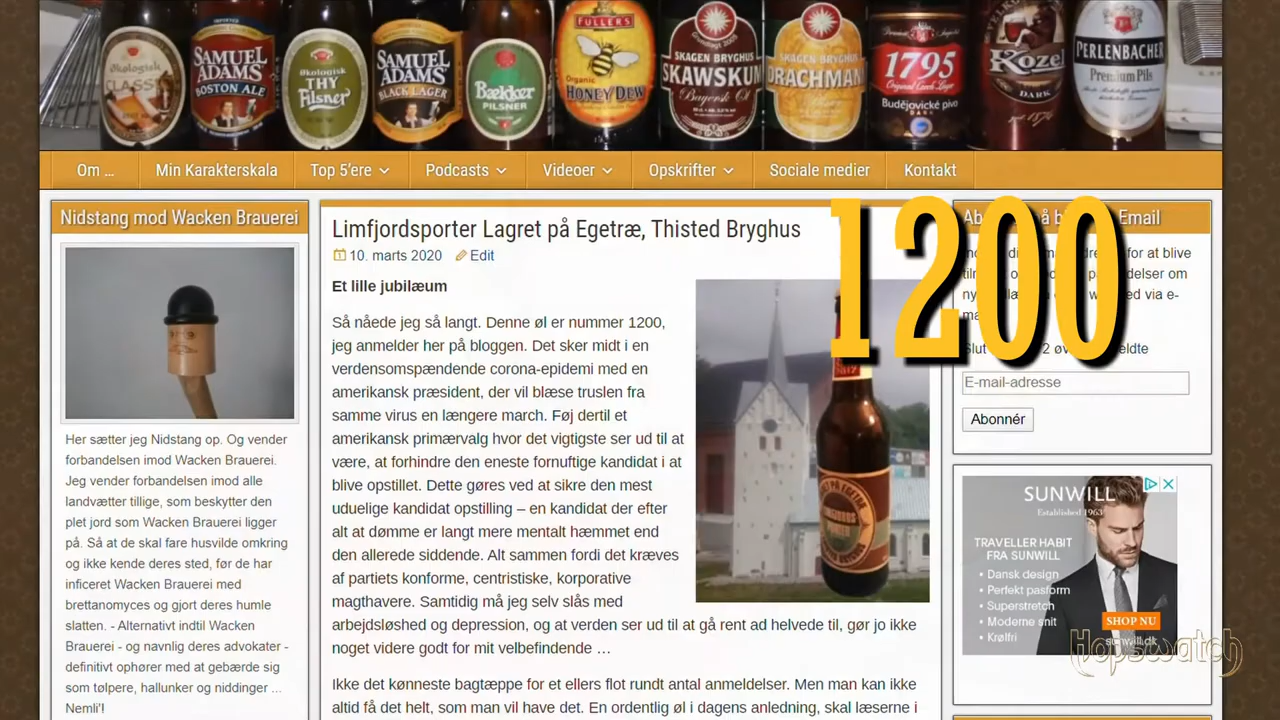 Økologisk
CLASSIC
SAMUEL
ADAMS
BOSTON ALE
Økologisk
THY
Pilsner
SAMUEL
ADAMS
BLACK LAGER
Bækker
PILSNER
FULLERS
Organic
HONEY DEW
SKAGEN BRYGHUS
SKAWSKUM
Bayersk Øl
SKAGEN BRYGHUS
DRACHMANN
1795
Original Czech Lager
Budějovické pivo
DARK
Kozel
DARK
PERLENBACHER
Premium Pils
Om ...
Min Karakterskala
Top 5'ere
Podcasts
Videoer
Opskrifter
Sociale medier
Kontakt
Nidstang mod Wacken Brauerei
Her sætter jeg Nidstang op. Og vender
forbandelsen imod Wacken Brauerei.
Jeg vender forbandelsen imod alle
landvætter tillige, som beskytter den
plet jord som Wacken Brauerei ligger
på. Så at de skal fare husvilde omkring
og ikke kende deres sted, før de har
inficeret Wacken Brauerei med
brettanomyces og gjort deres humle
slatten. - Alternativt indtil Wacken
Brauerei - og navnlig deres advokater -
definitivt ophører med at gebærde sig
som tølpere, hallunker og niddinger ...
Nemli'!
Limfjordsporter Lagret på Egetræ, Thisted Bryghus
10. marts 2020 Edit
Et lille jubilæum
Så nåede jeg så langt. Denne øl er nummer 1200,
jeg anmelder her på bloggen. Det sker midt i en
verdensomspændende corona-epidemi med en
amerikansk præsident, der vil blæse truslen fra
samme virus en længere march. Føj dertil et
amerikansk primærvalg hvor det vigtigste ser ud til at
være, at forhindre den eneste fornuftige kandidat i at
blive opstillet. Dette gøres ved at sikre den mest
uduelige kandidat opstilling – en kandidat der efter
alt at dømme er langt mere mentalt hæmmet end
den allerede siddende. Alt sammen fordi det kræves
af partiets konforme, centristiske, korporative
magthavere. Samtidig må jeg selv slås med
arbejdsløshed og depression, og at verden ser ud til at gå rent ad helvede til, gør jo ikke
noget videre godt for mit velbefindende ...
Ikke det kønneste bagtæppe for et ellers flot rundt antal anmeldelser. Men man kan ikke
altid få det helt, som man vil have det. En ordentlig øl i dagens anledning, skal læserne i
1200
Email
for at blive
om
via e-
E-mail-adresse
Abonnér
SUNWILL
Established 1963
TRAVELLER HABIT
FRA SUNWILL
• Dansk design
• Perfekt pasform
• Superstretch
• Moderne snit
• Krølfri
SHOP NU
sunwill.dk
Hopswatch